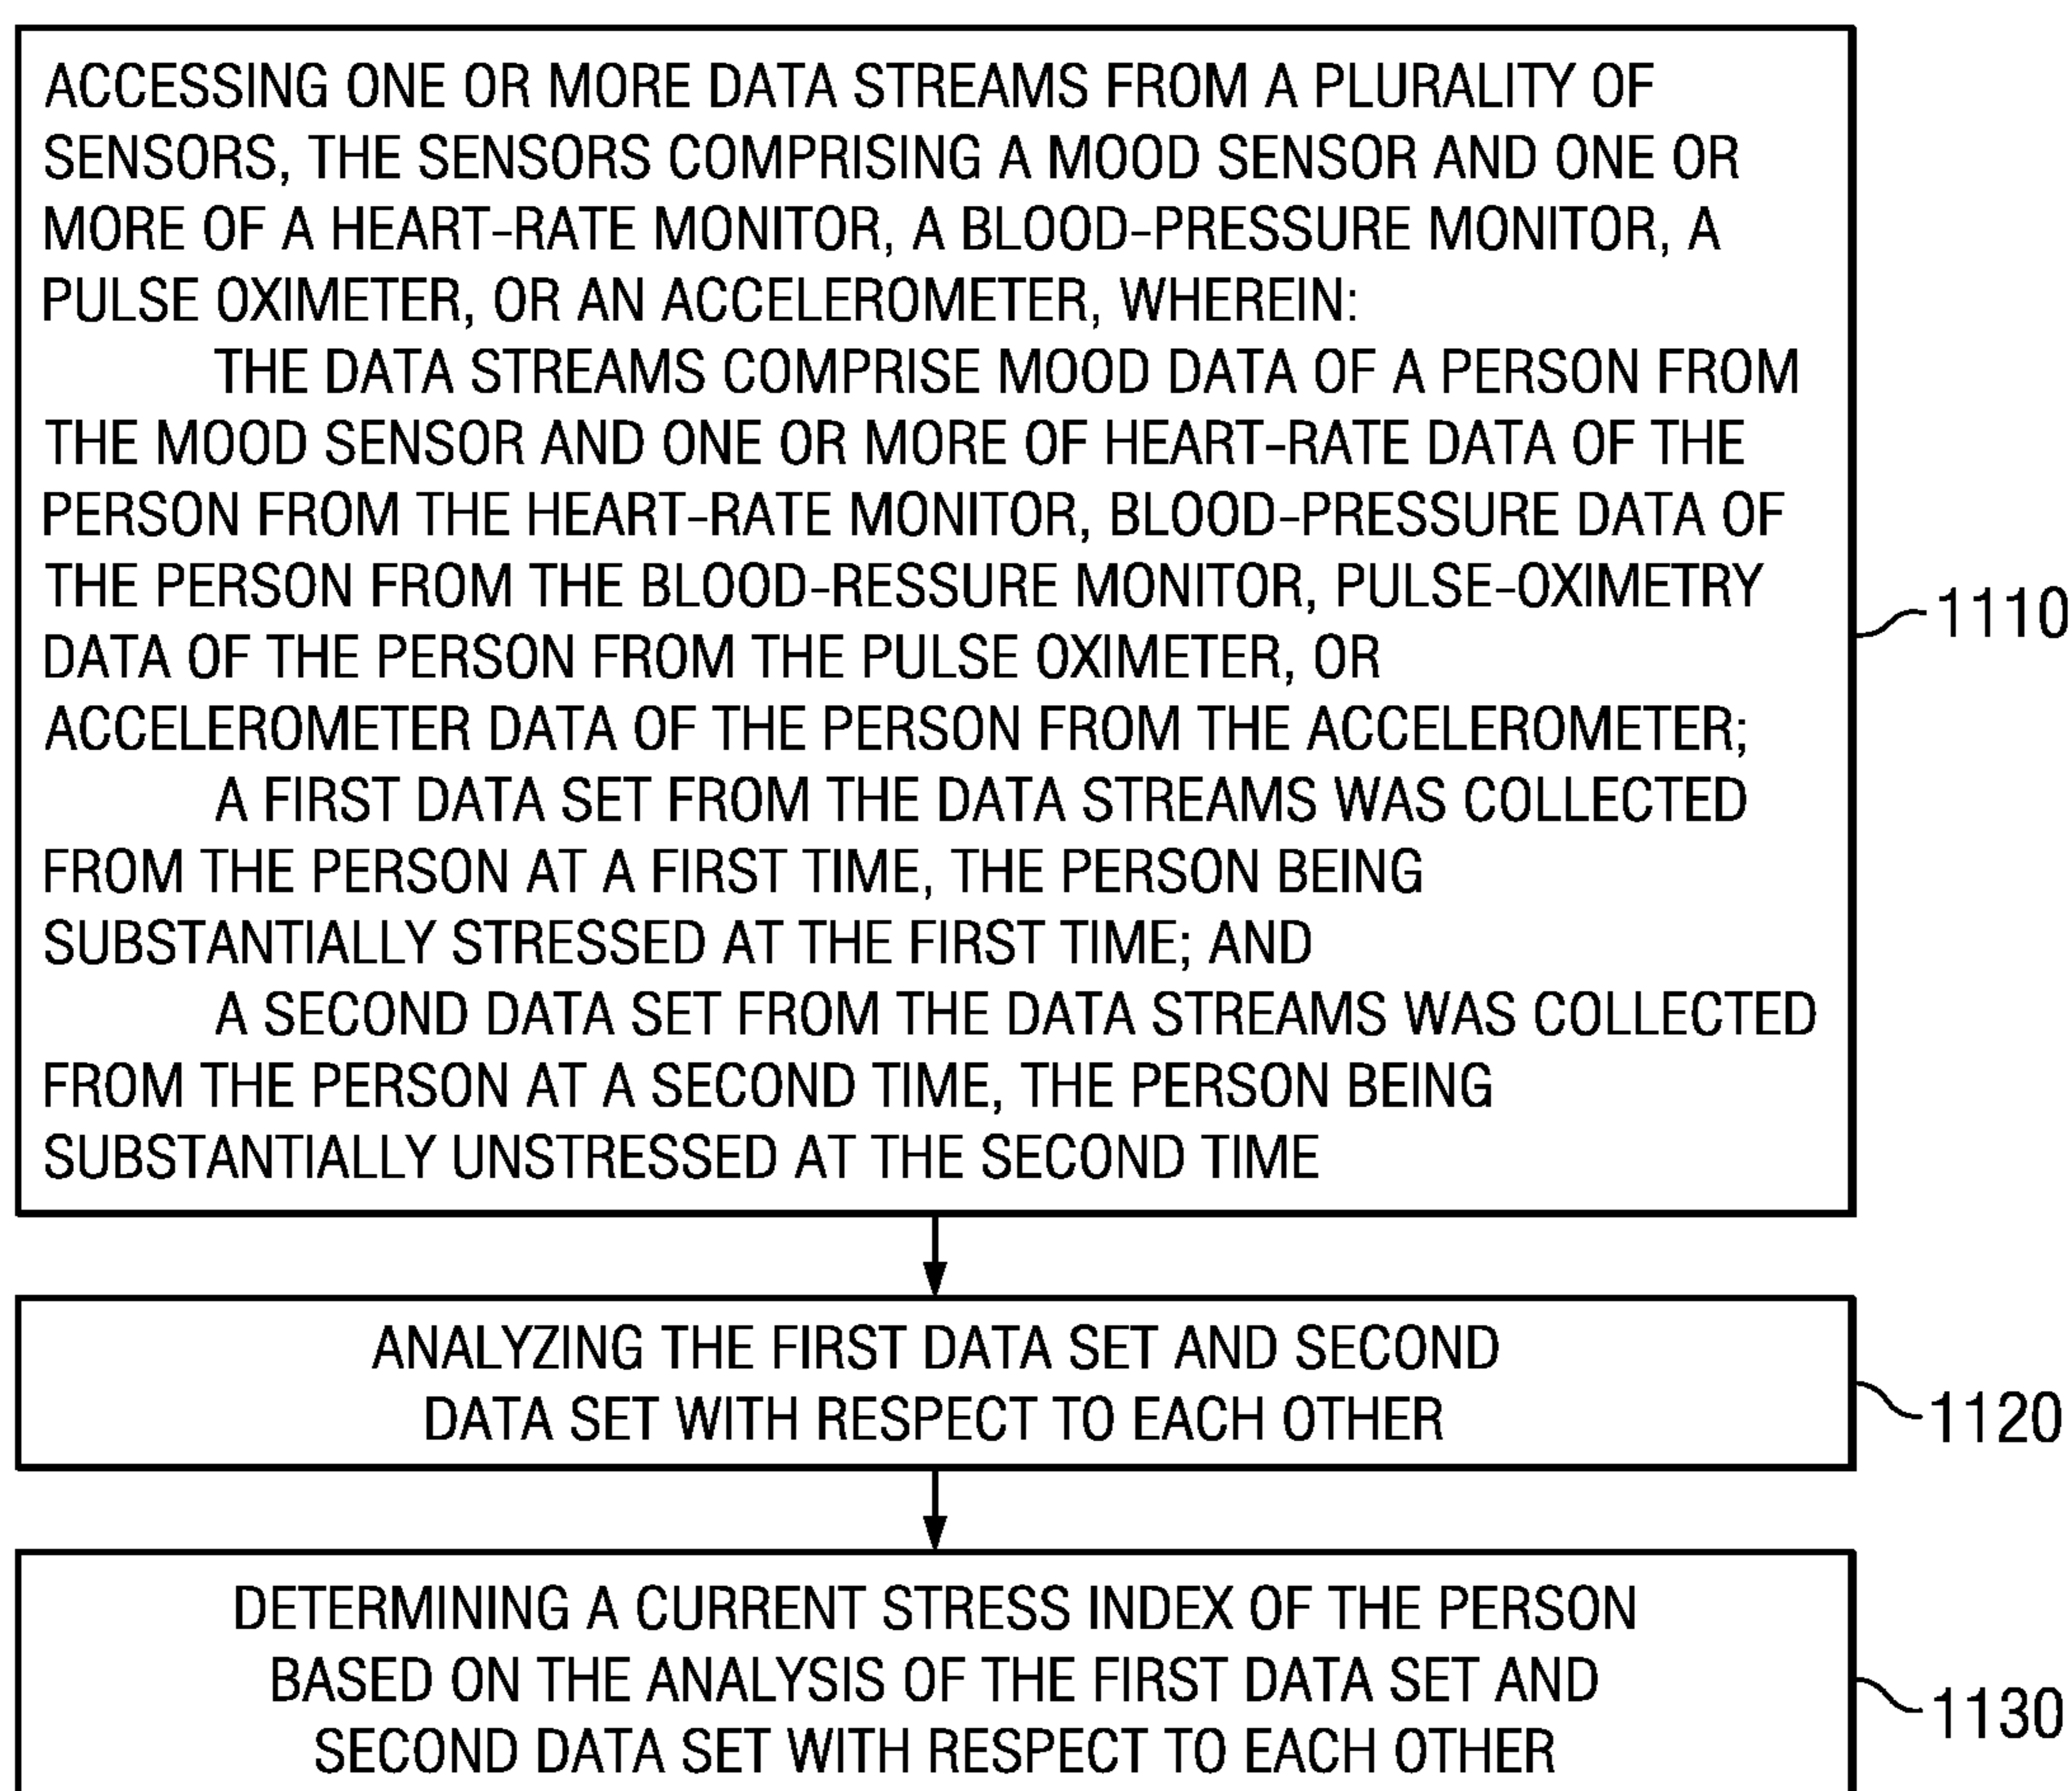 ACCESSING ONE OR MORE DATA STREAMS FROM A PLURALITY OF
SENSORS, THE SENSORS COMPRISING A MOOD SENSOR AND ONE OR
MORE OF A HEART-RATE MONITOR, A BLOOD-PRESSURE MONITOR, A
PULSE OXIMETER, OR AN ACCELEROMETER, WHEREIN:
THE DATA STREAMS COMPRISE MOOD DATA OF A PERSON FROM
THE MOOD SENSOR AND ONE OR MORE OF HEART-RATE DATA OF THE
PERSON FROM THE HEART-RATE MONITOR, BLOOD-PRESSURE DATA OF
THE PERSON FROM THE BLOOD-RESSURE MONITOR, PULSE-OXIMETRY
DATA OF THE PERSON FROM THE PULSE OXIMETER, OR
ACCELEROMETER DATA OF THE PERSON FROM THE ACCELEROMETER;
A FIRST DATA SET FROM THE DATA STREAMS WAS COLLECTED
FROM THE PERSON AT A FIRST TIME, THE PERSON BEING
SUBSTANTIALLY STRESSED AT THE FIRST TIME; AND
A SECOND DATA SET FROM THE DATA STREAMS WAS COLLECTED
FROM THE PERSON AT A SECOND TIME, THE PERSON BEING
SUBSTANTIALLY UNSTRESSED AT THE SECOND TIME
1110
ANALYZING THE FIRST DATA SET AND SECOND
DATA SET WITH RESPECT TO EACH OTHER
1120
DETERMINING A CURRENT STRESS INDEX OF THE PERSON
BASED ON THE ANALYSIS OF THE FIRST DATA SET AND
SECOND DATA SET WITH RESPECT TO EACH OTHER
1130